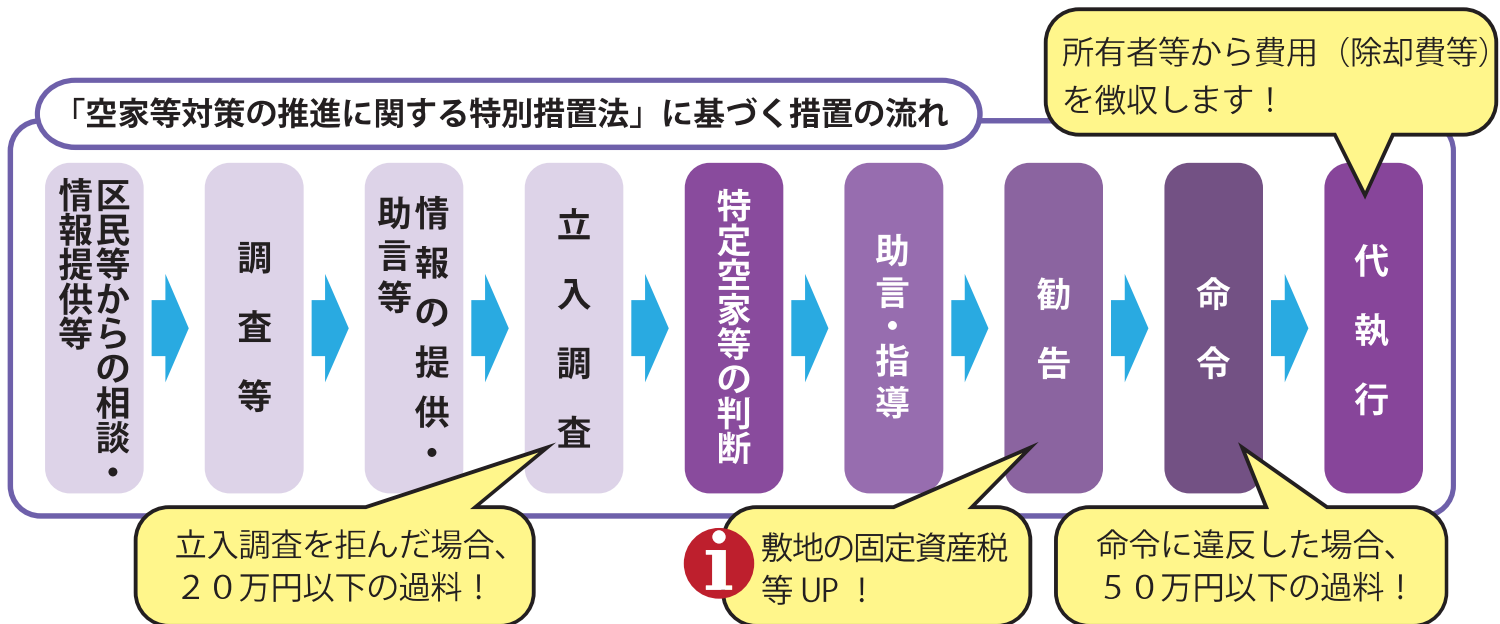 「空家等対策の推進に関する特別措置法」に基づく措置の流れ
所有者等から費用（除却費等）
を徴収します！
区民等からの相談・
情報提供等
調査等
情報の提供・
助言等
立入調査
特定空家等の判断
助言・指導
勧告
命令
代執行
立入調査を拒んだ場合、
２０万円以下の過料！
i
敷地の固定資産税
等 UP ！
命令に違反した場合、
５０万円以下の過料！